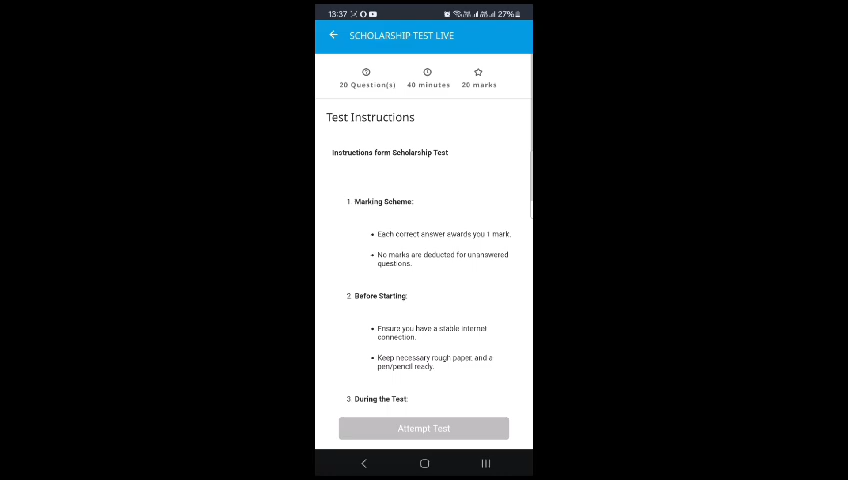 13:37 27%
SCHOLARSHIP TEST LIVE
20 Question(s) 40 minutes 20 marks
Test Instructions
Instructions form Scholarship Test
1 Marking Scheme:
• Each correct answer awards you 1 mark.
• No marks are deducted for unanswered
questions.
2 Before Starting:
• Ensure you have a stable internet
connection.
• Keep necessary rough paper, and a
pen/pencil ready.
3 During the Test:
Attempt Test